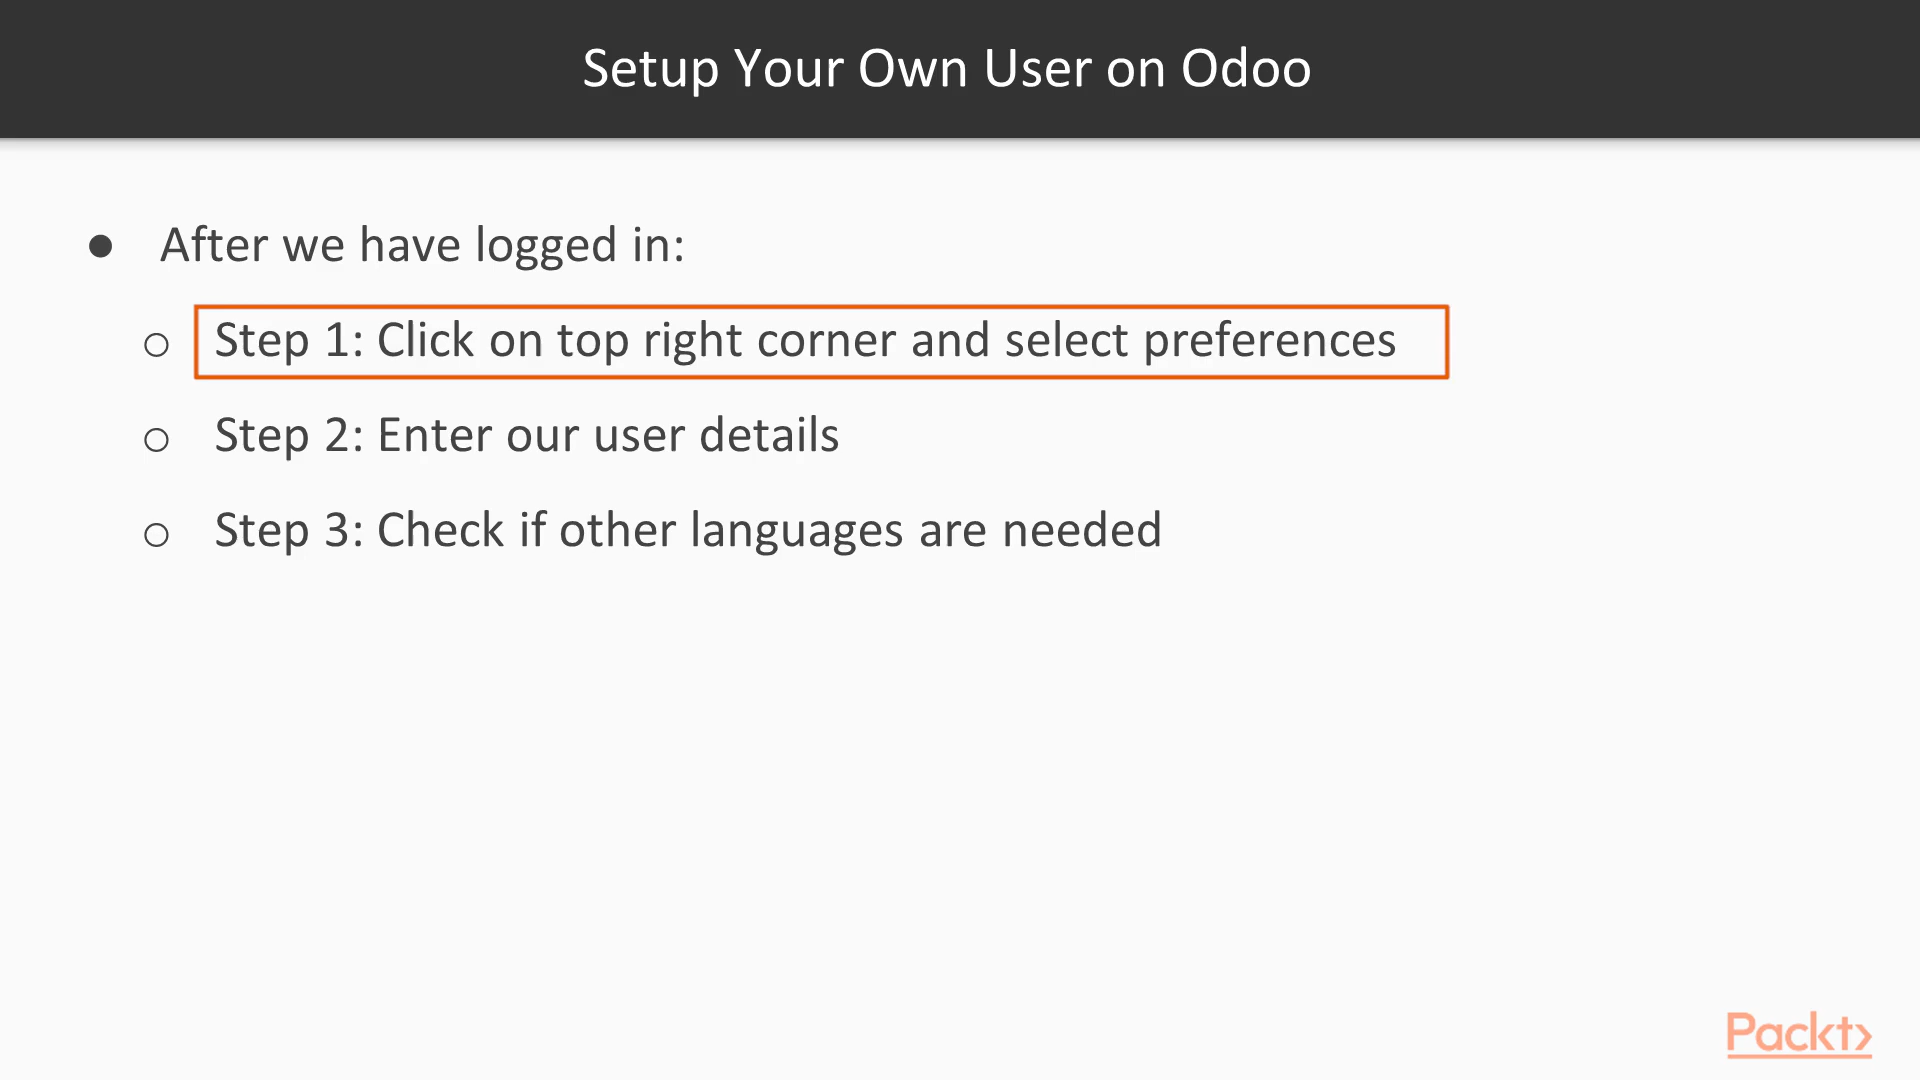 Setup Your Own User on Odoo
● After we have logged in:
○ Step 1: Click on top right corner and select preferences
○ Step 2: Enter our user details
○ Step 3: Check if other languages are needed
Packt>